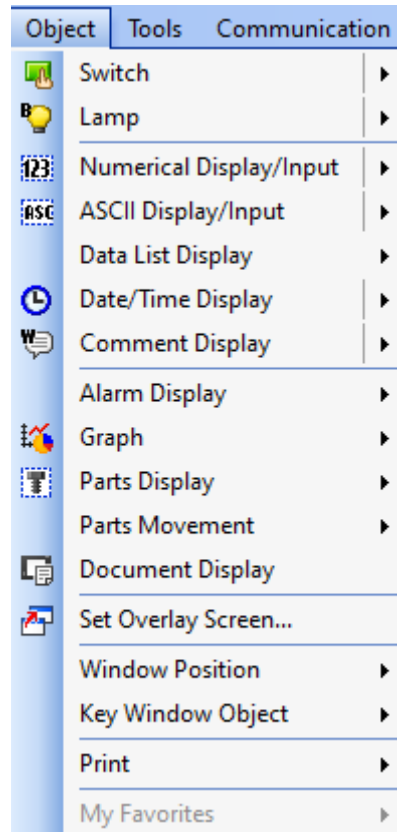 Object Tools Communication
Switch
B Lamp
123 Numerical Display/Input
ASC ASCII Display/Input
Data List Display
Date/Time Display
W Comment Display
Alarm Display
Graph
Parts Display
Parts Movement
Document Display
Set Overlay Screen...
Window Position
Key Window Object
Print
My Favorites